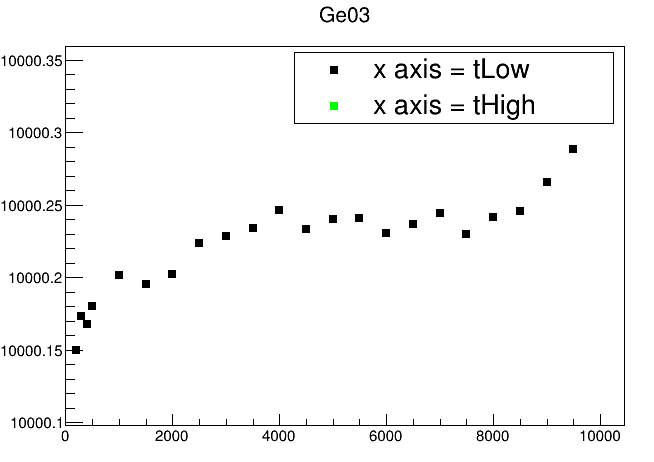 Ge03
x axis = tLow
x axis = tHigh
10000.35
10000.3
10000.25
10000.2
10000.15
10000.1
0 2000 4000 6000 8000 10000